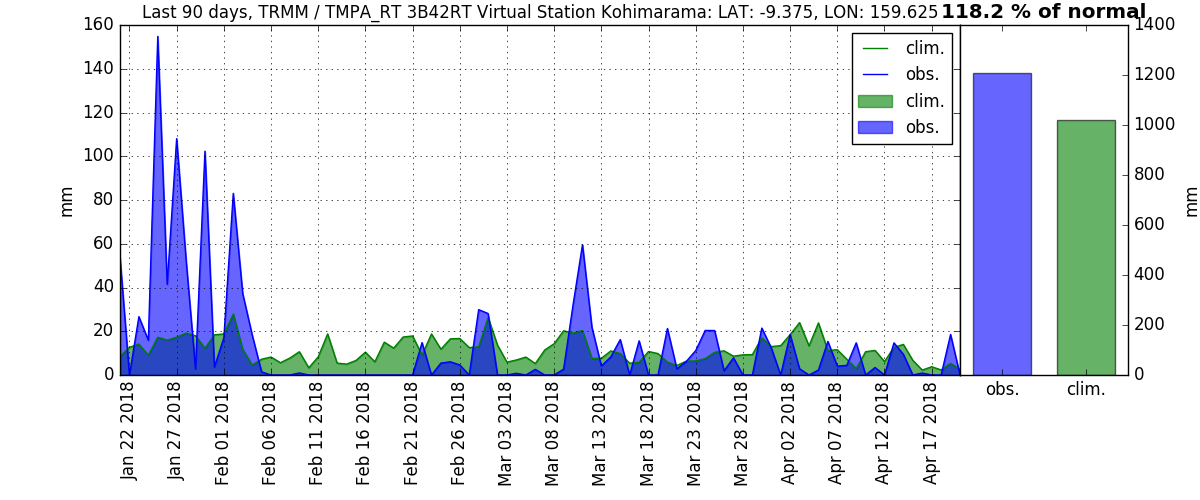 Last 90 days, TRMM / TMPA_RT 3B42RT Virtual Station Kohimarama: LAT: -9.375, LON: 159.625
118.2 % of normal
mm
160
140
120
100
80
60
40
20
0
clim.
obs.
clim.
obs.
Jan 22 2018
Jan 27 2018
Feb 01 2018
Feb 06 2018
Feb 11 2018
Feb 16 2018
Feb 21 2018
Feb 26 2018
Mar 03 2018
Mar 08 2018
Mar 13 2018
Mar 18 2018
Mar 23 2018
Mar 28 2018
Apr 02 2018
Apr 07 2018
Apr 12 2018
Apr 17 2018
1400
1200
1000
800
600
400
200
0
mm
obs.
clim.